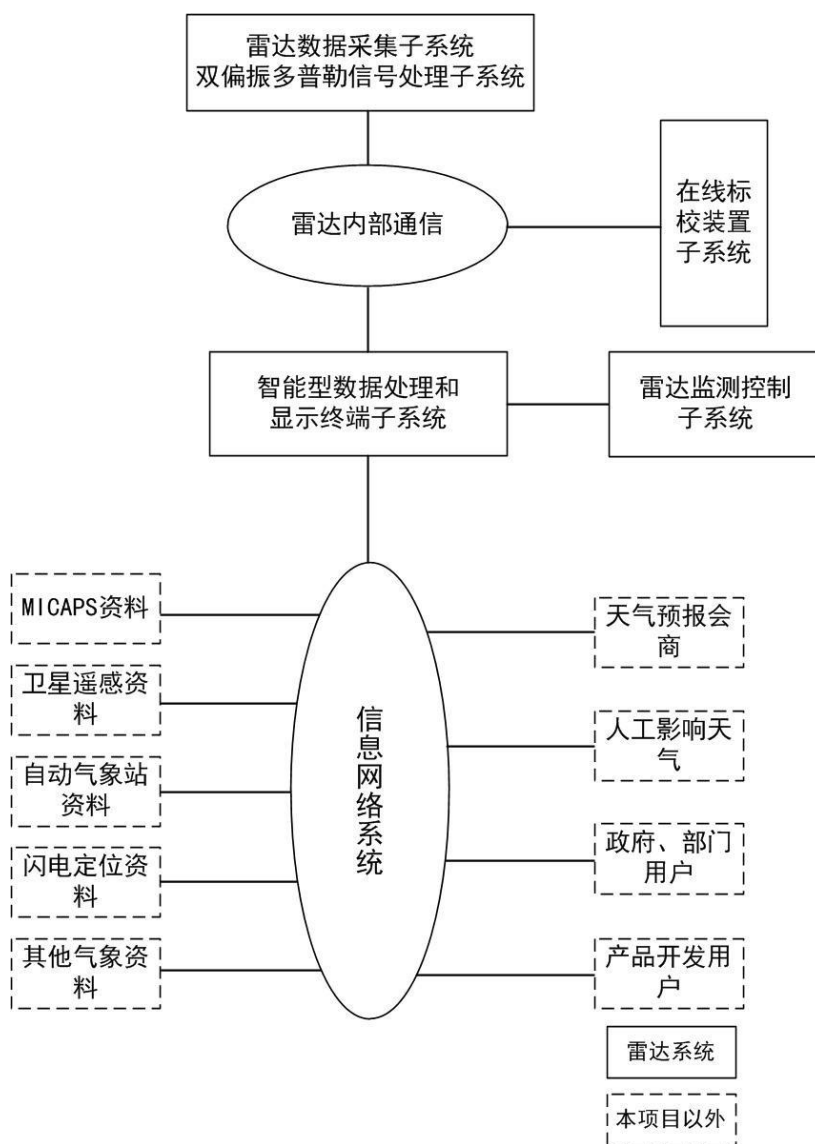 雷达数据采集子系统
双偏振多普勒信号处理子系统
雷达内部通信
在线标
校装置
子系统
智能型数据处理和
显示终端子系统
雷达监测控制
子系统
MICAPS资料
卫星遥感资
料
自动气象站
资料
闪电定位资
料
其他气象资
料
信息网络系统
天气预报会
商
人工影响天
气
政府、部门
用户
产品开发用
户
雷达系统
本项目以外